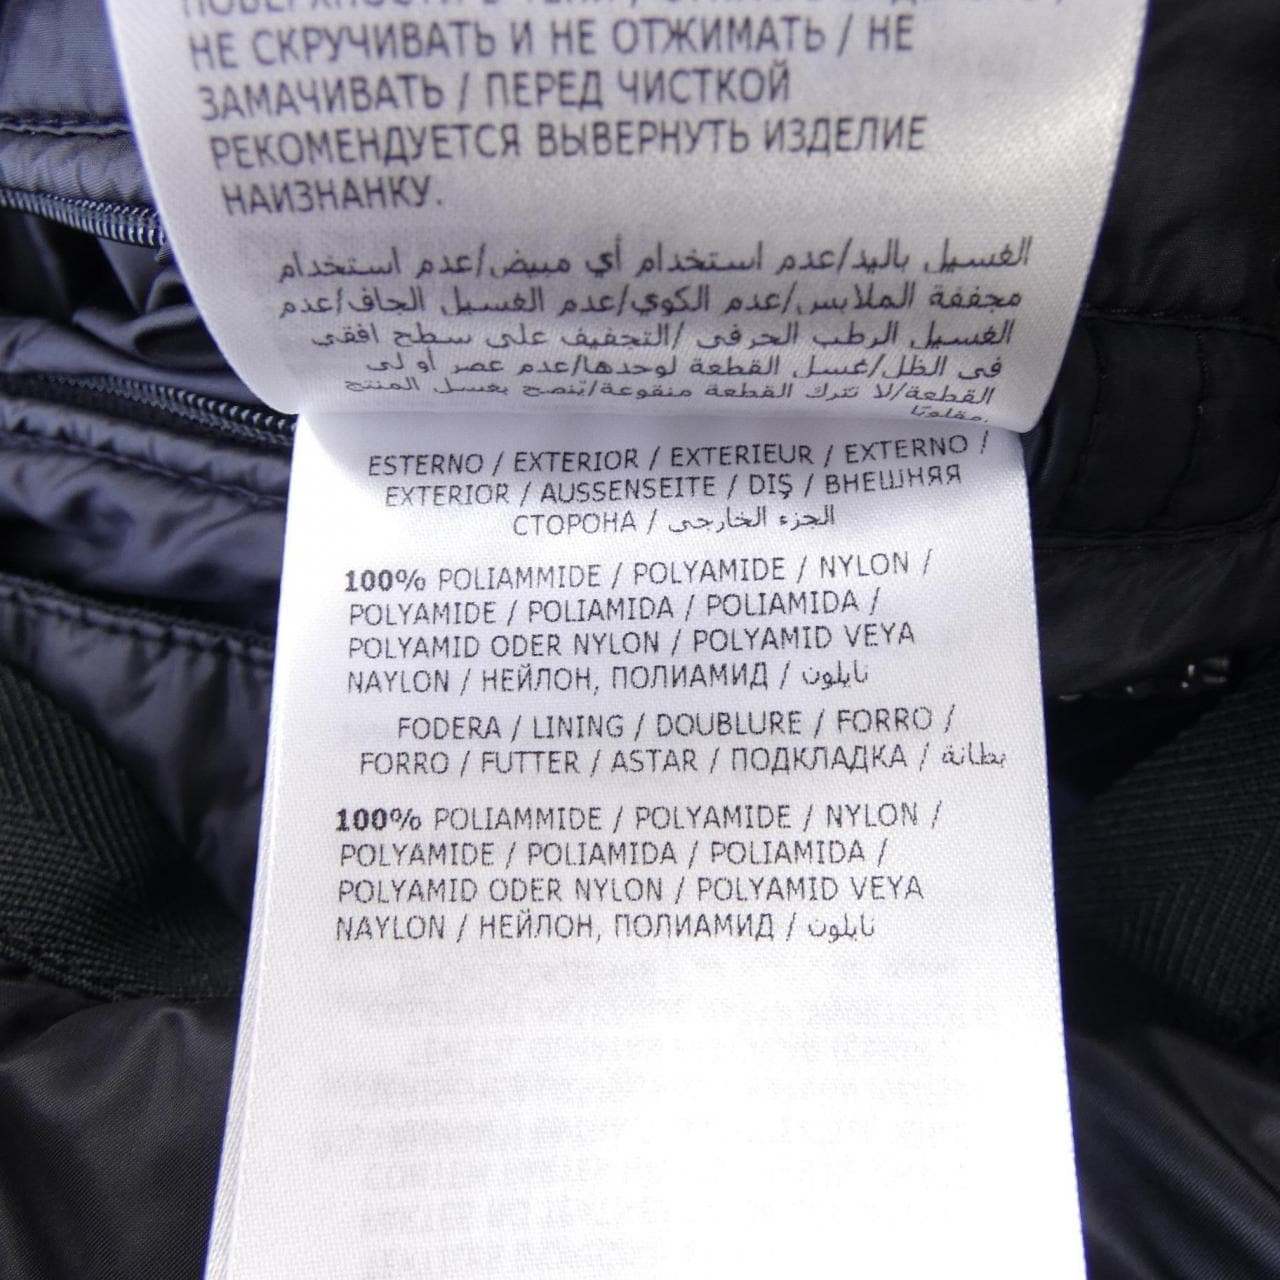 НЕ СКРУЧИВАТЬ И НЕ ОТЖИМАТЬ / НЕ
ЗАМАЧИВАТЬ / ПЕРЕД ЧИСТКОЙ
РЕКОМЕНДУЕТСЯ ВЫВЕРНУТЬ ИЗДЕЛИЕ
НАИЗНАНКУ.
الغسيل باليد/عدم استخدام أي مبيض/عدم استخدام
مجففة الملابس/عدم الكوي/عدم الغسيل الجاف/عدم
الغسيل الرطب الحرفي /التجفيف على سطح افقي
في الظل/غسل القطعة لوحدها/عدم عصر أو لي
القطعة/لا تترك القطعة منقوعة/يُنصح بغسل المنتج
مقلوبًا.
ESTERNO / EXTERIOR / EXTERIEUR / EXTERNO /
EXTERIOR / AUSSENSEITE / DIŞ / ВНЕШНЯЯ
СТОРОНА / الجزء الخارجي
100% POLIAMMIDE / POLYAMIDE / NYLON /
POLYAMIDE / POLIAMIDA / POLIAMIDA /
POLYAMID ODER NYLON / POLYAMID VEYA
NAYLON / НЕЙЛОН, ПОЛИАМИД / نايلون
FODERA / LINING / DOUBLURE / FORRO /
FORRO / FUTTER / ASTAR / ПОДКЛАДКА / بطانة
100% POLIAMMIDE / POLYAMIDE / NYLON /
POLYAMIDE / POLIAMIDA / POLIAMIDA /
POLYAMID ODER NYLON / POLYAMID VEYA
NAYLON / НЕЙЛОН, ПОЛИАМИД / نايلون